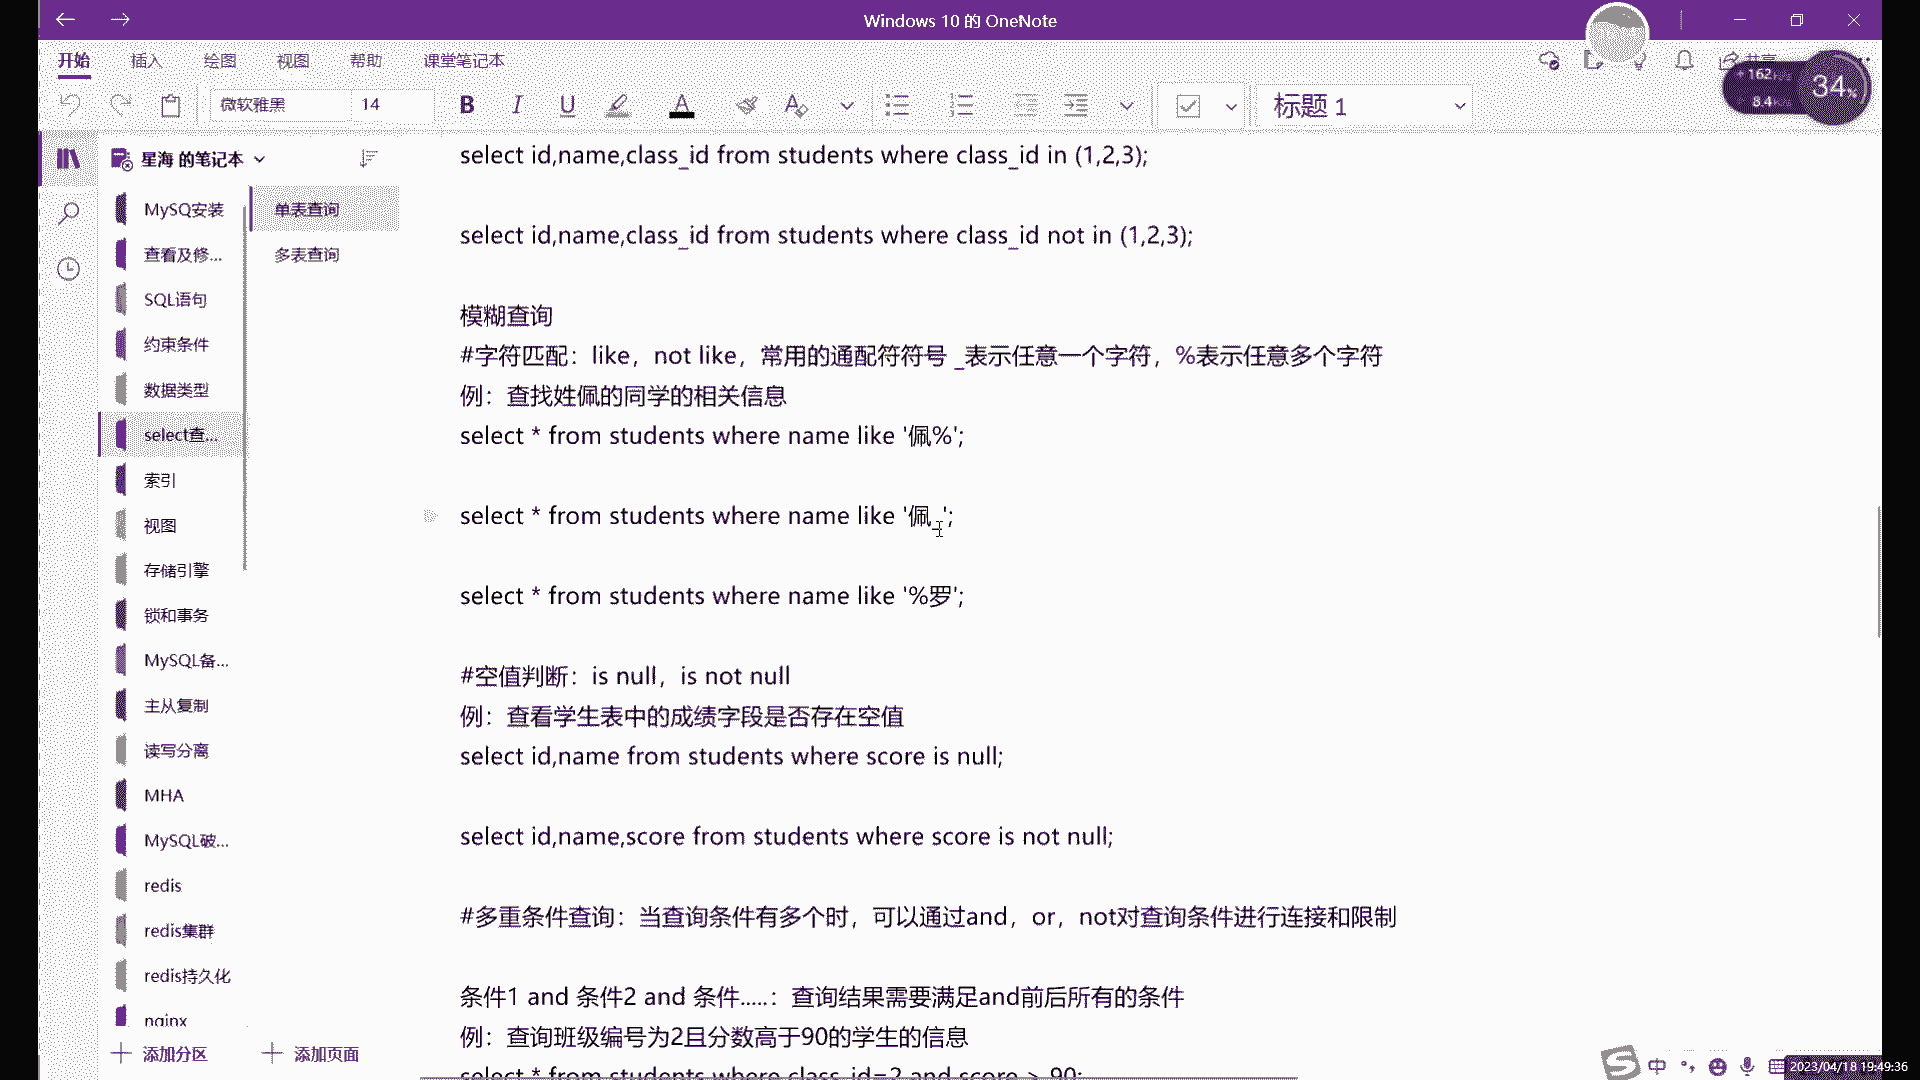 Windows 10 的 OneNote
开始 插入 绘图 视图 帮助 课堂笔记本
共享
+162K/s
8.4K/s
34%
微软雅黑 14 B I U A A 标题 1
星海 的笔记本
MySQ安装
查看及修...
SQL语句
约束条件
数据类型
select查...
索引
视图
存储引擎
锁和事务
MySQL备...
主从复制
读写分离
MHA
MySQL破...
redis
redis集群
redis持久化
nginx
添加分区
单表查询
多表查询
添加页面
select id,name,class_id from students where class_id in (1,2,3);
select id,name,class_id from students where class_id not in (1,2,3);
模糊查询
#字符匹配：like，not like，常用的通配符符号 _表示任意一个字符，%表示任意多个字符
例：查找姓佩的同学的相关信息
select * from students where name like '佩%';
select * from students where name like '佩_';
select * from students where name like '%罗';
#空值判断：is null，is not null
例：查看学生表中的成绩字段是否存在空值
select id,name from students where score is null;
select id,name,score from students where score is not null;
#多重条件查询：当查询条件有多个时，可以通过and，or，not对查询条件进行连接和限制
条件1 and 条件2 and 条件.....：查询结果需要满足and前后所有的条件
例：查询班级编号为2且分数高于90的学生的信息
select * from students where class_id=2 and score > 90;
中
2023/04/18 19:49:36